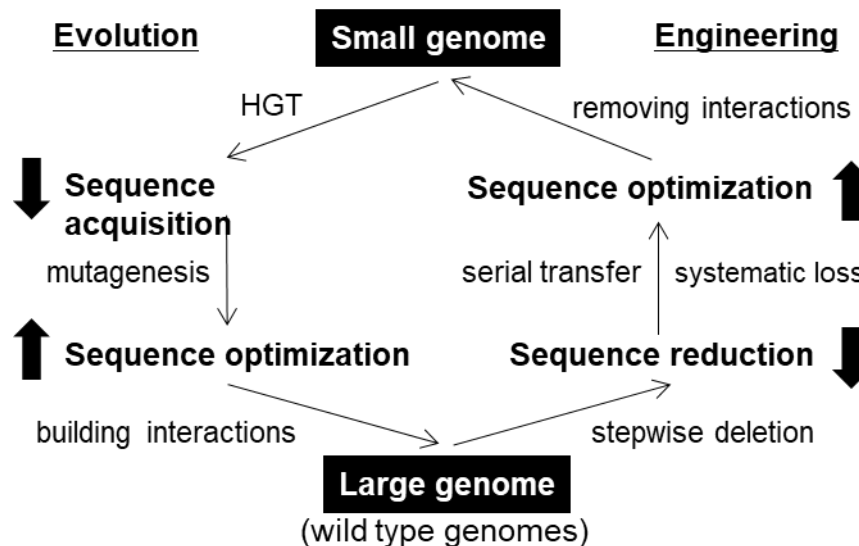 Evolution
Small genome
Engineering
HGT
removing interactions
Sequence
acquisition
Sequence optimization
mutagenesis
serial transfer
systematic loss
Sequence optimization
Sequence reduction
building interactions
stepwise deletion
Large genome
(wild type genomes)